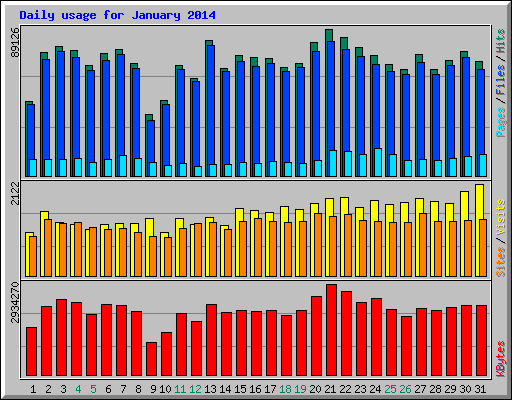 Daily usage for January 2014
89126
Pages / Files / Hits
2122
Sites / Visits
2934270
KBytes
1 2 3 4 5 6 7 8 9 10 11 12 13 14 15 16 17 18 19 20 21 22 23 24 25 26 27 28 29 30 31